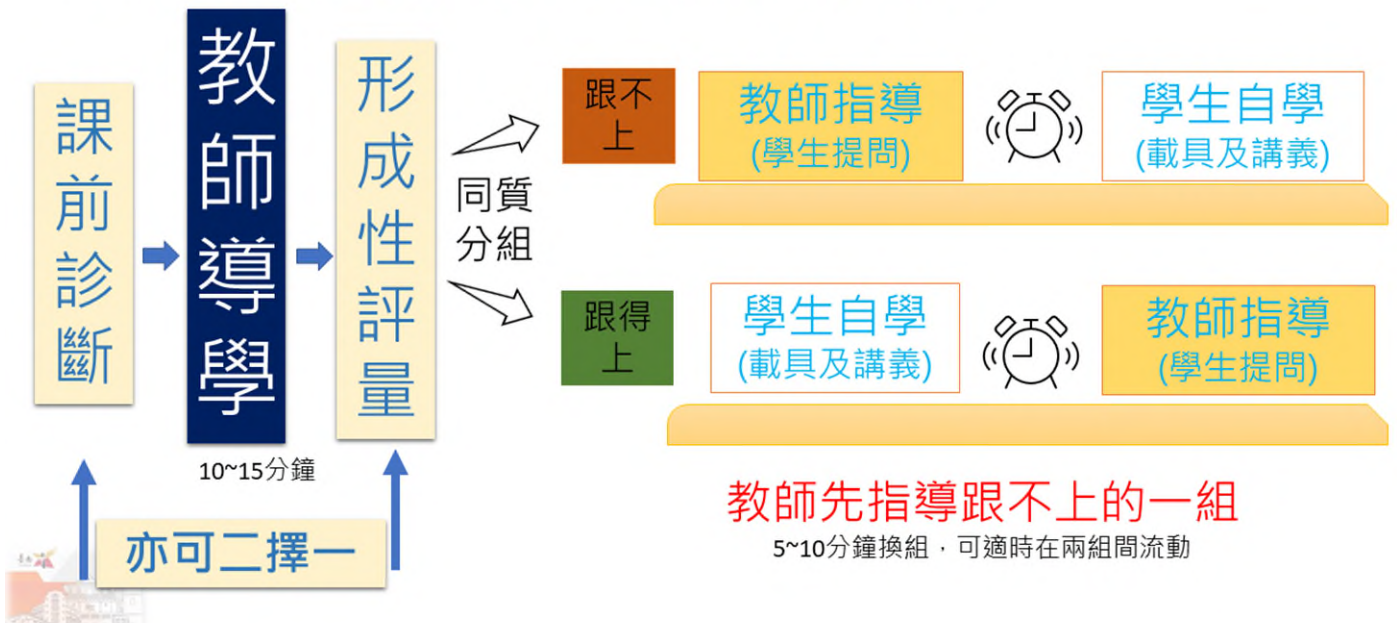 課前診斷
教師導學
10~15分鐘
形成性評量
亦可二擇一
同質
分組
跟不
上
教師指導
(學生提問)
學生自學
(載具及講義)
跟得
上
學生自學
(載具及講義)
教師指導
(學生提問)
教師先指導跟不上的一組
5~10分鐘換組，可適時在兩組間流動